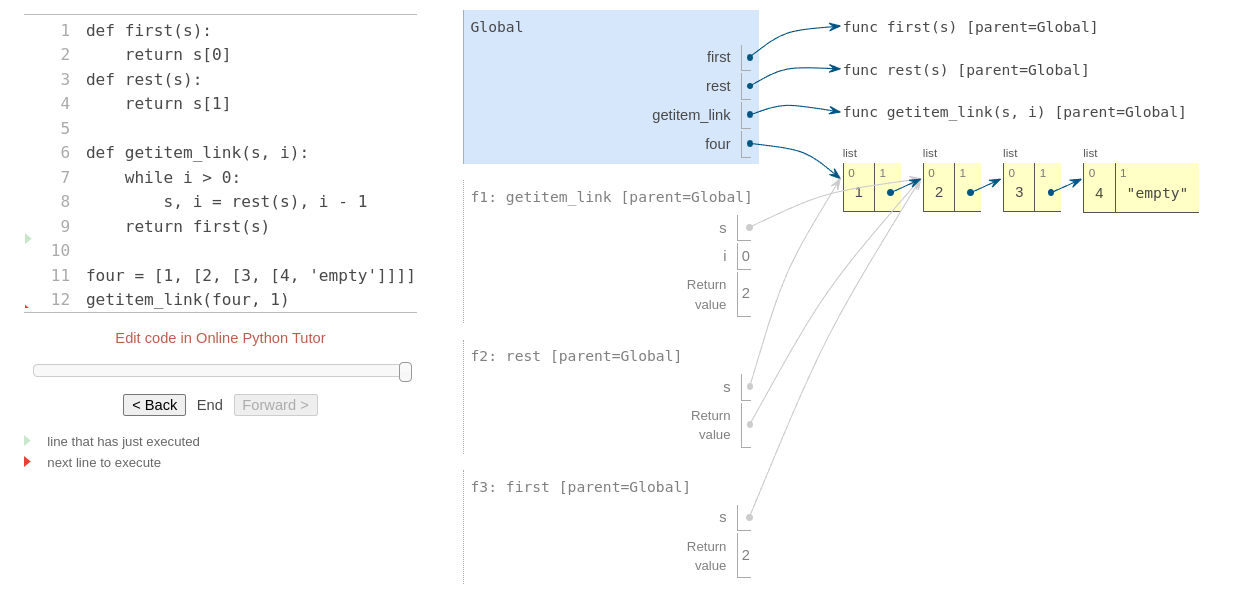 1 def first(s):
2     return s[0]
3 def rest(s):
4     return s[1]
5
6 def getitem_link(s, i):
7     while i > 0:
8         s, i = rest(s), i - 1
9     return first(s)
10
11 four = [1, [2, [3, [4, 'empty']]]]
12 getitem_link(four, 1)
Edit code in Online Python Tutor
< Back End Forward >
line that has just executed
next line to execute
Global
first
rest
getitem_link
four
func first(s) [parent=Global]
func rest(s) [parent=Global]
func getitem_link(s, i) [parent=Global]
list list list list
0 1 0 1 0 1 0 1
1 2 3 4 "empty"
f1: getitem_link [parent=Global]
s
i 0
Return
value 2
f2: rest [parent=Global]
s
Return
value
f3: first [parent=Global]
s
Return
value 2